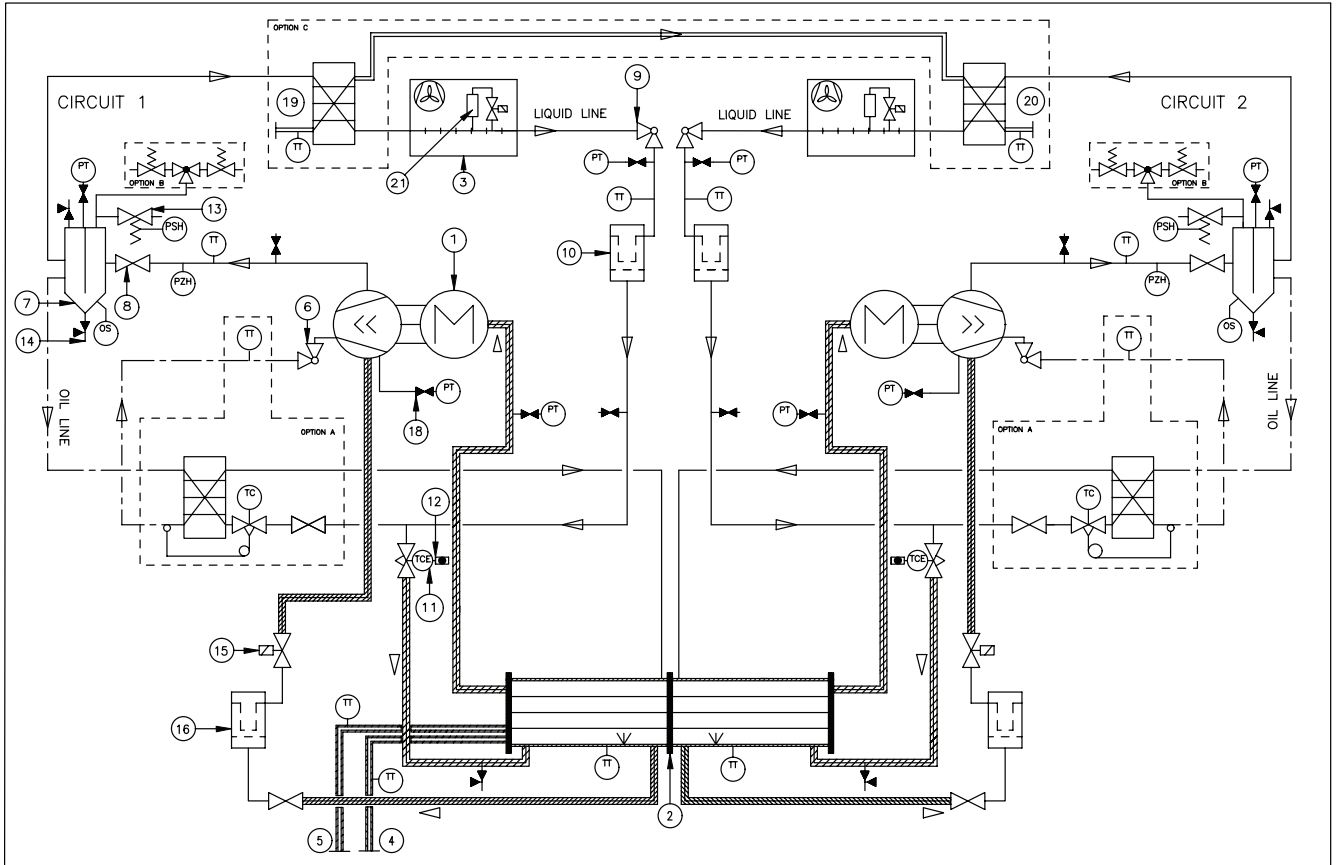 OPTION C
CIRCUIT 1
19
TT
LIQUID LINE
9
LIQUID LINE
20
TT
CIRCUIT 2
21
3
PT
PT
PT
OPTION B
13
PSH
TT
TT
OPTION B
PT
PSH
TT
PZH
8
7
14
OS
1
10
TT
PZH
OS
6
TT
OIL LINE
PT
18
PT
PT
PT
TT
OIL LINE
OPTION A
TC
12
TCE
11
TCE
OPTION A
TC
15
16
TT
TT
TT
TT
2
5
4